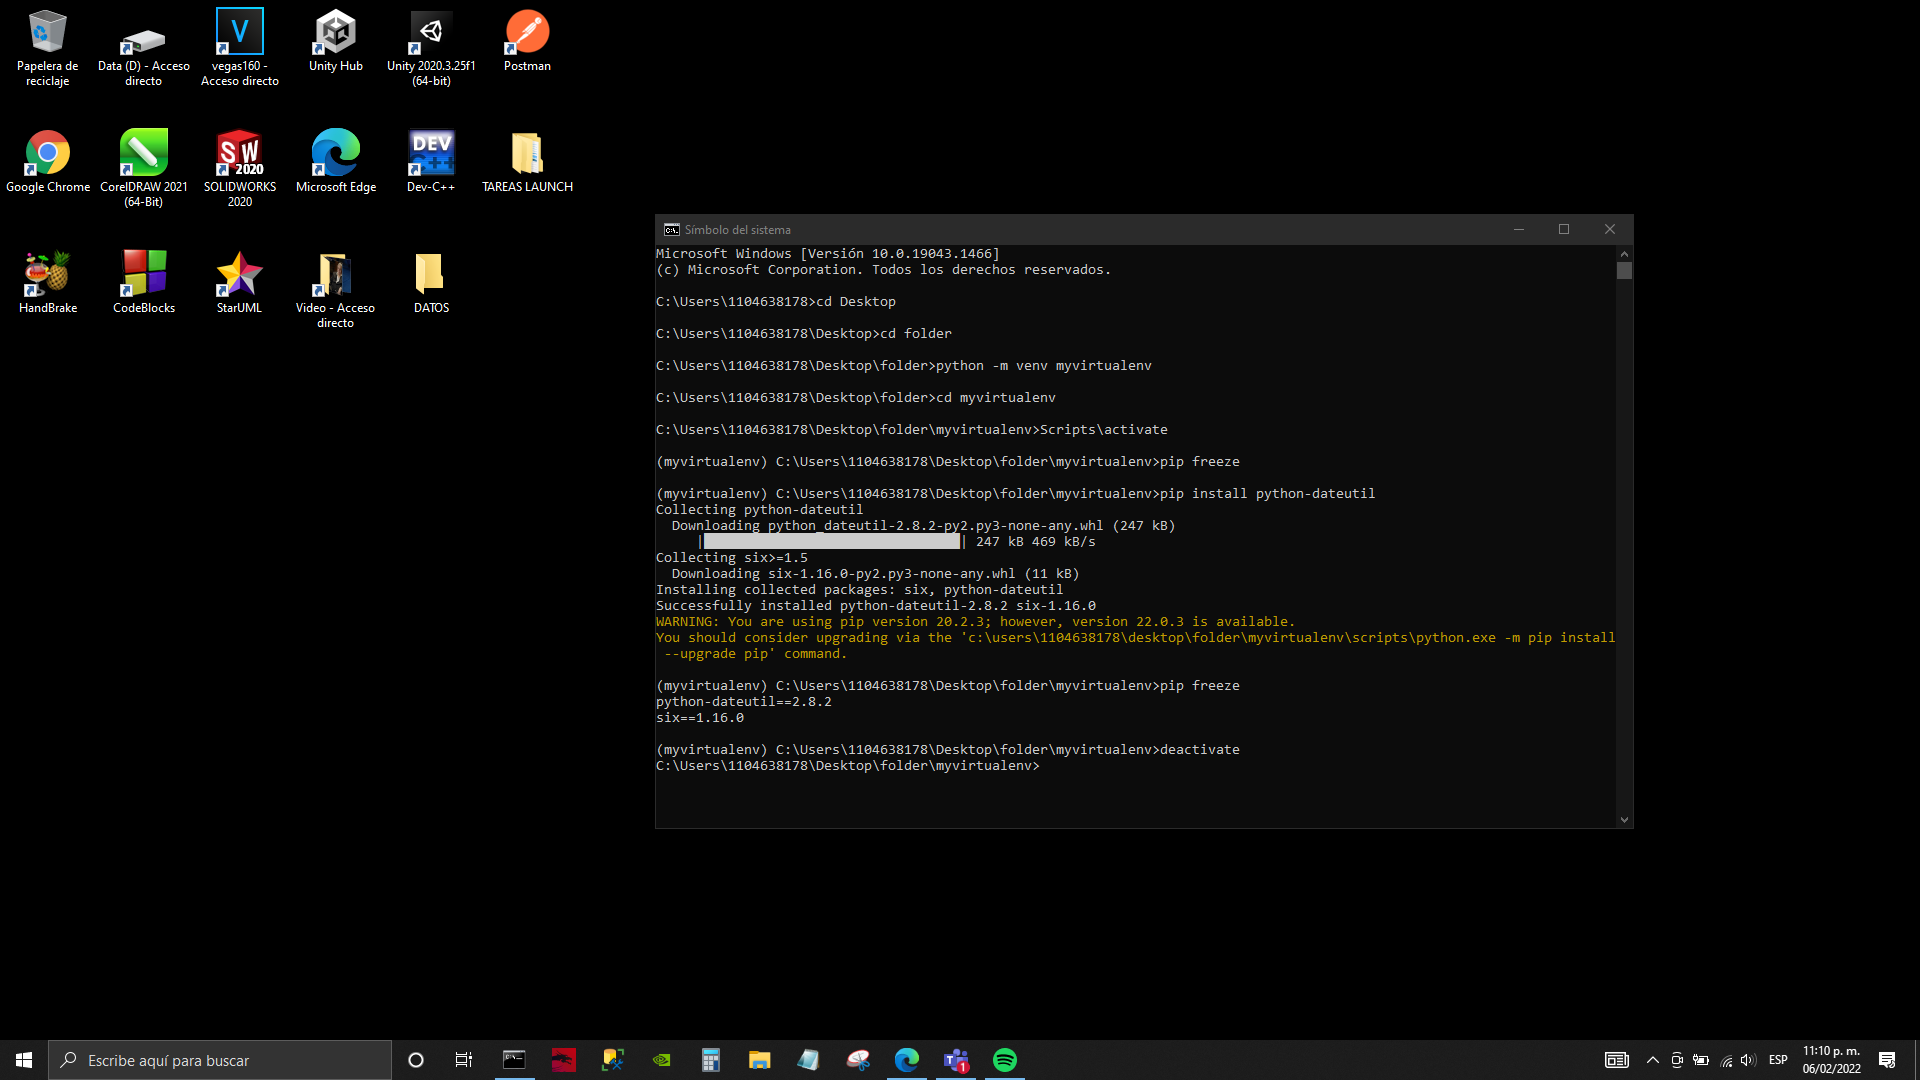 Papelera de
reciclaje
Data (D) - Acceso
directo
V
vegas160 -
Acceso directo
Unity Hub
Unity 2020.3.25f1
(64-bit)
Postman
Google Chrome
CorelDRAW 2021
(64-Bit)
SW
2020
SOLIDWORKS
2020
Microsoft Edge
DEV
C++
Dev-C++
TAREAS LAUNCH
HandBrake
CodeBlocks
StarUML
Video - Acceso
directo
DATOS
C:\. Símbolo del sistema
Microsoft Windows [Versión 10.0.19043.1466]
(c) Microsoft Corporation. Todos los derechos reservados.
C:\Users\1104638178>cd Desktop
C:\Users\1104638178\Desktop>cd folder
C:\Users\1104638178\Desktop\folder>python -m venv myvirtualenv
C:\Users\1104638178\Desktop\folder>cd myvirtualenv
C:\Users\1104638178\Desktop\folder\myvirtualenv>Scripts\activate
(myvirtualenv) C:\Users\1104638178\Desktop\folder\myvirtualenv>pip freeze
(myvirtualenv) C:\Users\1104638178\Desktop\folder\myvirtualenv>pip install python-dateutil
Collecting python-dateutil
Downloading python_dateutil-2.8.2-py2.py3-none-any.whl (247 kB)
| | 247 kB 469 kB/s
Collecting six>=1.5
Downloading six-1.16.0-py2.py3-none-any.whl (11 kB)
Installing collected packages: six, python-dateutil
Successfully installed python-dateutil-2.8.2 six-1.16.0
WARNING: You are using pip version 20.2.3; however, version 22.0.3 is available.
You should consider upgrading via the 'c:\users\1104638178\desktop\folder\myvirtualenv\scripts\python.exe -m pip install
--upgrade pip' command.
(myvirtualenv) C:\Users\1104638178\Desktop\folder\myvirtualenv>pip freeze
python-dateutil==2.8.2
six==1.16.0
(myvirtualenv) C:\Users\1104638178\Desktop\folder\myvirtualenv>deactivate
C:\Users\1104638178\Desktop\folder\myvirtualenv>
Escribe aquí para buscar
1
ESP
11:10 p. m.
06/02/2022